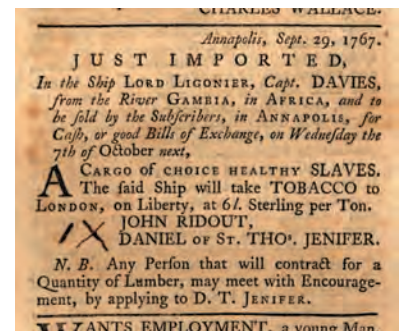 CHARLES WALLACE.
Annapolis, Sept. 29, 1767.
JUST IMPORTED,
In the Ship LORD LIGONIER, Capt. DAVIES,
from the River GAMBIA, in AFRICA, and to
be ſold by the Subſcribers, in ANNAPOLIS, for
Caſh, or good Bills of Exchange, on Wedneſday the
7th of October next,
A CARGO OF CHOICE HEALTHY SLAVES.
The ſaid Ship will take TOBACCO to
LONDON, on Liberty, at 6l. Sterling per Ton.
JOHN RIDOUT,
DANIEL OF ST. THOˢ. JENIFER.
N. B. Any Perſon that will contract for a
Quantity of Lumber, may meet with Encourage-
ment, by applying to D. T. JENIFER.
WANTS EMPLOYMENT, a young Man